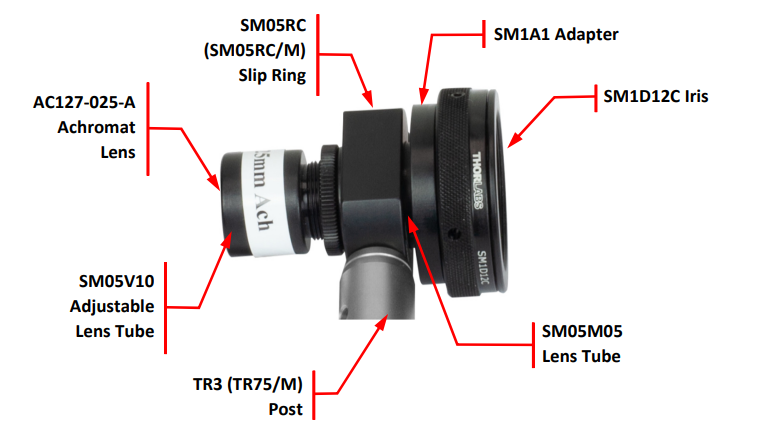 SM05RC
(SM05RC/M)
Slip Ring
SM1A1 Adapter
AC127-025-A
Achromat
Lens
SM1D12C Iris
5mm Ach
THORLABS
SM1D12C
SM05V10
Adjustable
Lens Tube
SM05M05
Lens Tube
TR3 (TR75/M)
Post